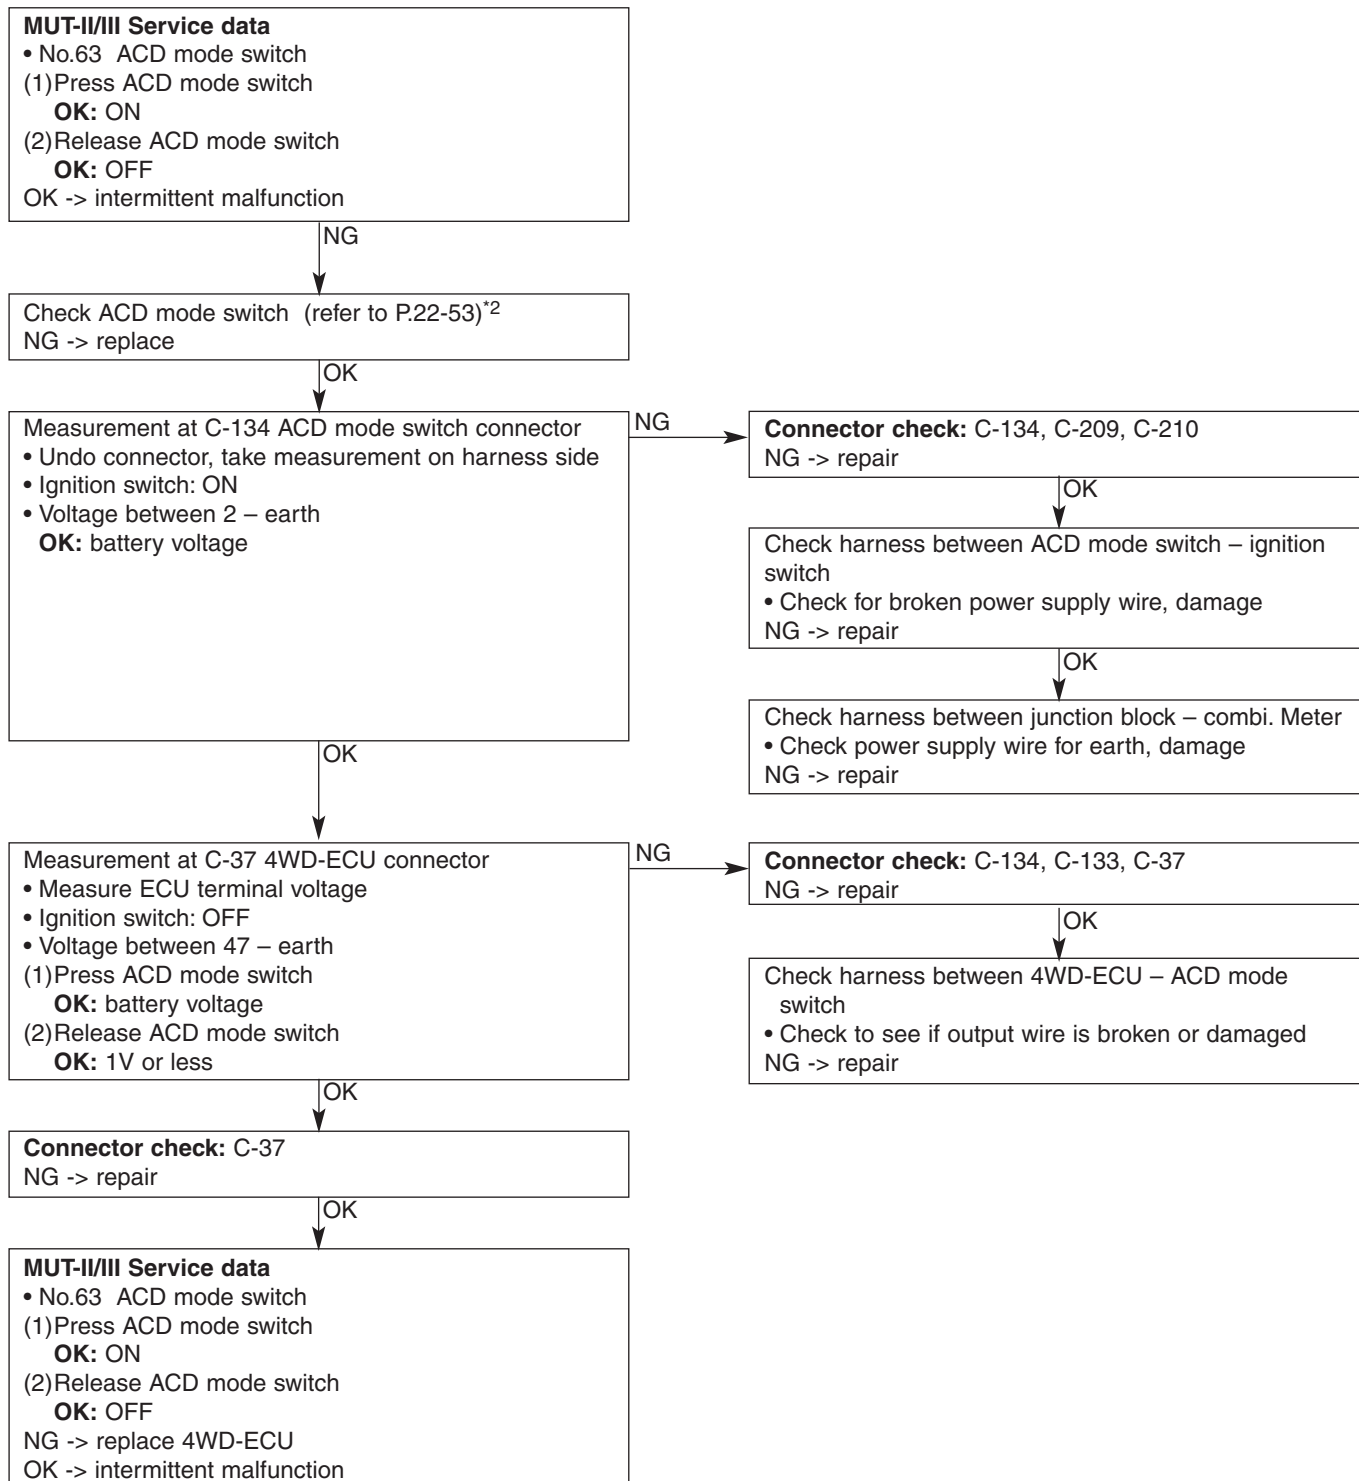 MUT-II/III Service data
• No.63 ACD mode switch
(1)Press ACD mode switch
OK: ON
(2)Release ACD mode switch
OK: OFF
OK -> intermittent malfunction
NG
Check ACD mode switch (refer to P.22-53)*2
NG -> replace
OK
Measurement at C-134 ACD mode switch connector
• Undo connector, take measurement on harness side
• Ignition switch: ON
• Voltage between 2 – earth
OK: battery voltage
NG
Connector check: C-134, C-209, C-210
NG -> repair
OK
Check harness between ACD mode switch – ignition
switch
• Check for broken power supply wire, damage
NG -> repair
OK
Check harness between junction block – combi. Meter
• Check power supply wire for earth, damage
NG -> repair
OK
Measurement at C-37 4WD-ECU connector
• Measure ECU terminal voltage
• Ignition switch: OFF
• Voltage between 47 – earth
(1)Press ACD mode switch
OK: battery voltage
(2)Release ACD mode switch
OK: 1V or less
NG
Connector check: C-134, C-133, C-37
NG -> repair
OK
Check harness between 4WD-ECU – ACD mode
switch
• Check to see if output wire is broken or damaged
NG -> repair
OK
Connector check: C-37
NG -> repair
OK
MUT-II/III Service data
• No.63 ACD mode switch
(1)Press ACD mode switch
OK: ON
(2)Release ACD mode switch
OK: OFF
NG -> replace 4WD-ECU
OK -> intermittent malfunction